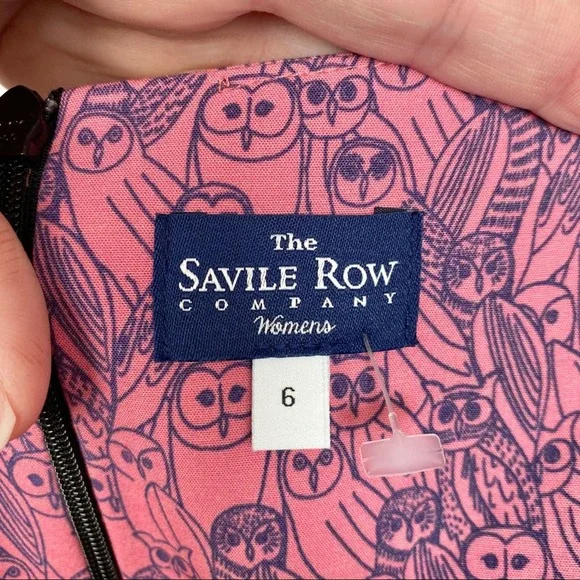 The
SAVILE ROW
COMPANY
Womens
6